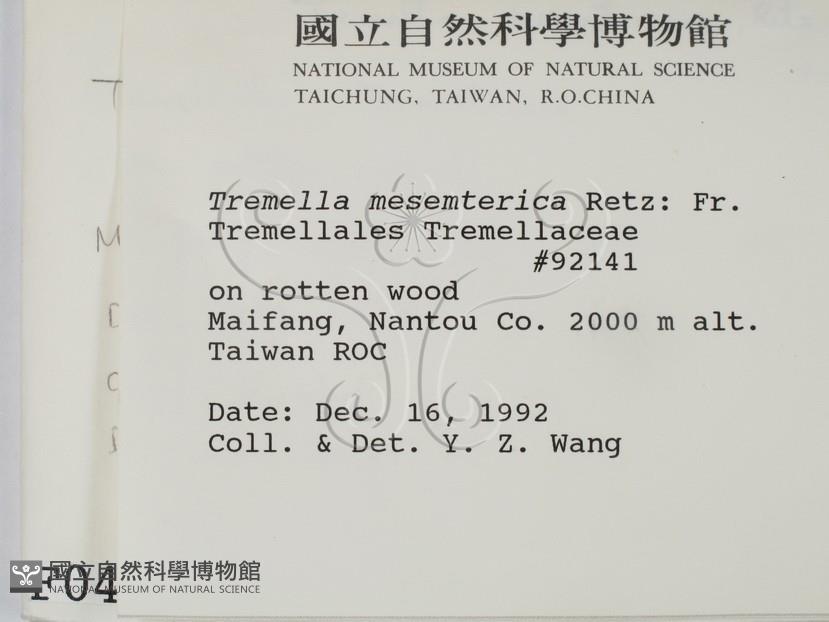 國立自然科學博物館
NATIONAL MUSEUM OF NATURAL SCIENCE
TAICHUNG, TAIWAN, R.O.CHINA
Tremella mesemterica Retz: Fr.
Tremellales Tremellaceae
#92141
on rotten wood
Maifang, Nantou Co. 2000 m alt.
Taiwan ROC
Date: Dec. 16, 1992
Coll. & Det. Y. Z. Wang
F04
國立自然科學博物館
NATIONAL MUSEUM OF NATURAL SCIENCE